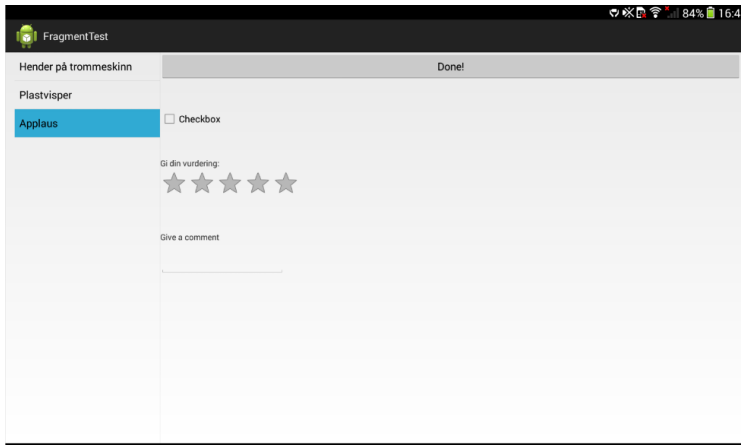 84% 16:4
FragmentTest
Hender på trommeskinn
Plastvisper
Applaus
Done!
Checkbox
Gi din vurdering:
Give a comment